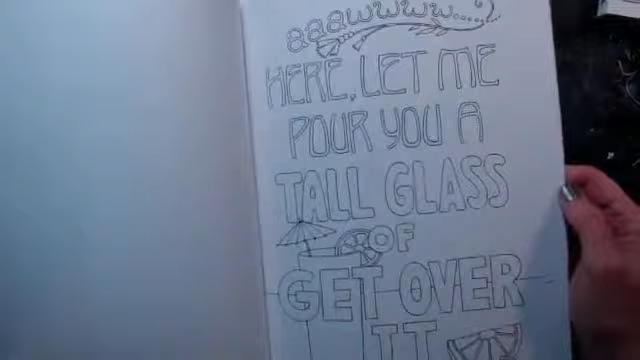 aaawwww....
HERE, LET ME
POUR YOU A
TALL GLASS
OF
GET OVER
IT